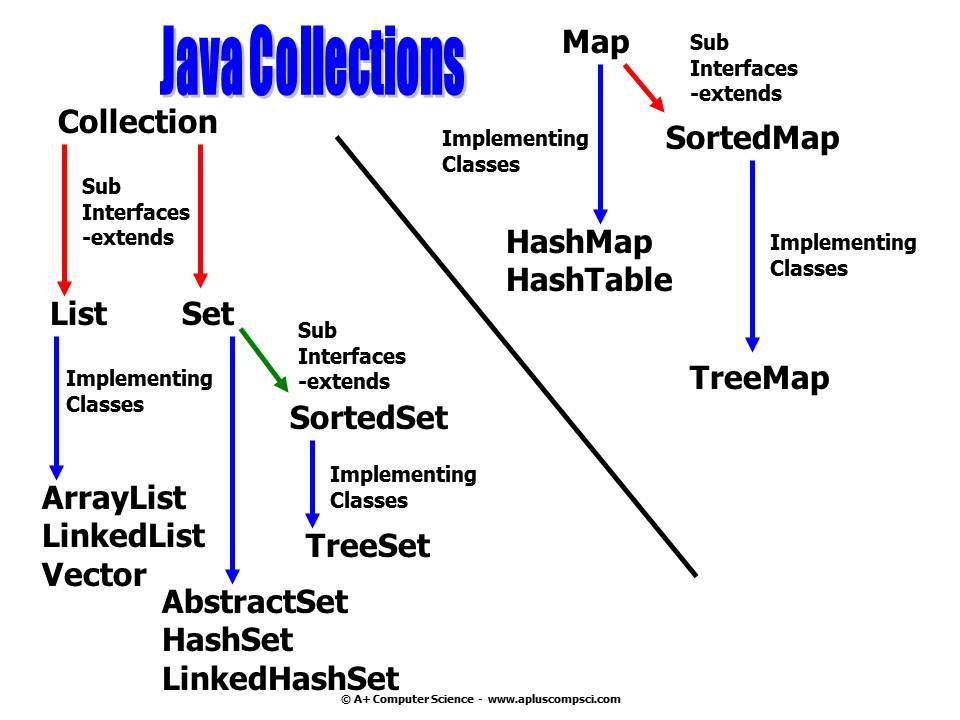 Java Collections
Collection
Sub
Interfaces
-extends
List
Set
Implementing
Classes
Sub
Interfaces
-extends
SortedSet
Implementing
Classes
TreeSet
ArrayList
LinkedList
Vector
AbstractSet
HashSet
LinkedHashSet
Map
Sub
Interfaces
-extends
Implementing
Classes
SortedMap
HashMap
HashTable
Implementing
Classes
TreeMap
© A+ Computer Science - www.apluscompsci.com